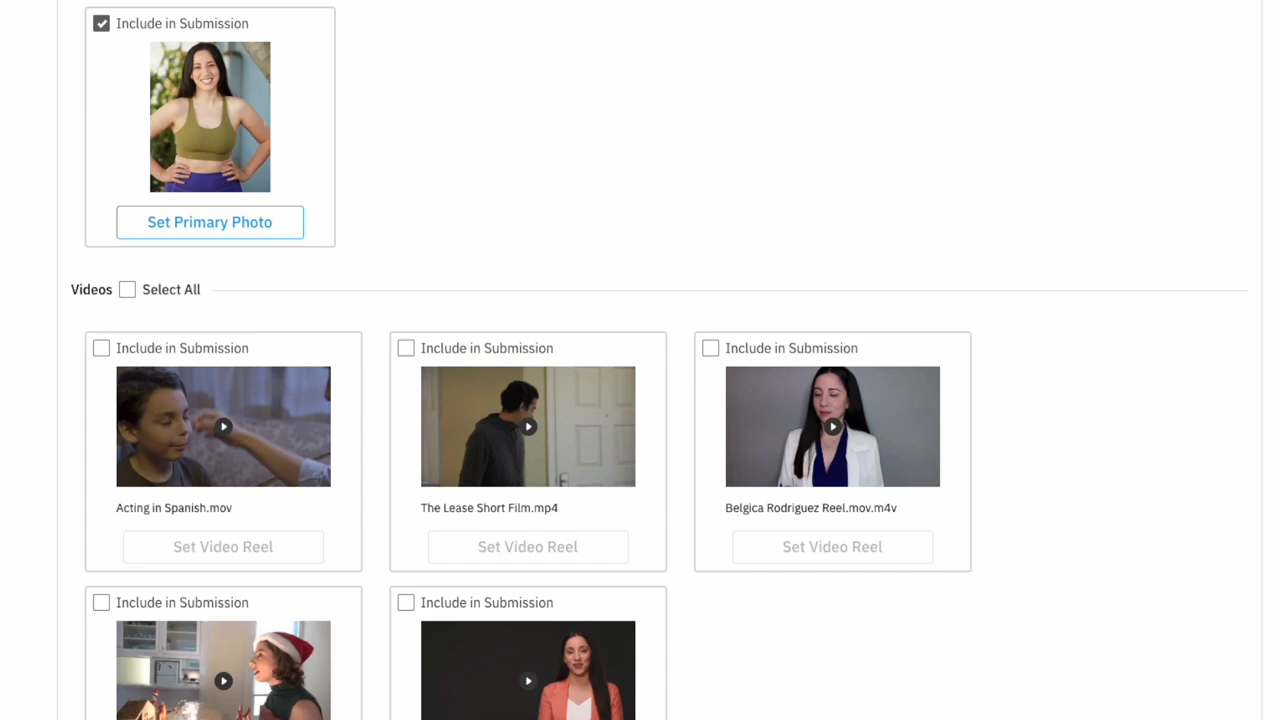 Include in Submission
Set Primary Photo
Videos Select All
Include in Submission
Include in Submission
Include in Submission
Acting in Spanish.mov
The Lease Short Film.mp4
Belgica Rodriguez Reel.mov.m4v
Set Video Reel
Set Video Reel
Set Video Reel
Include in Submission
Include in Submission